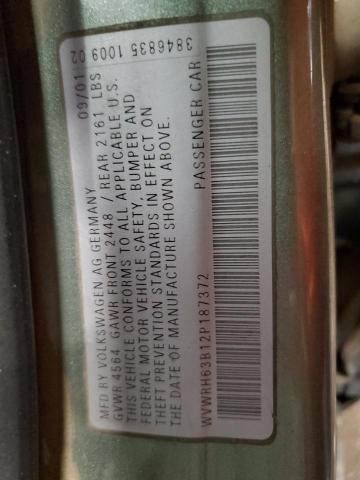 MFD BY VOLKSWAGEN AG GERMANY 09/01 3846835 1009 02
GVWR 4564 GAWR FRONT 2448 / REAR 2161 LBS
THIS VEHICLE CONFORMS TO ALL APPLICABLE U.S.
FEDERAL MOTOR VEHICLE SAFETY, BUMPER AND
THEFT PREVENTION STANDARDS IN EFFECT ON
THE DATE OF MANUFACTURE SHOWN ABOVE.
WVWRH63B12P187372 PASSENGER CAR